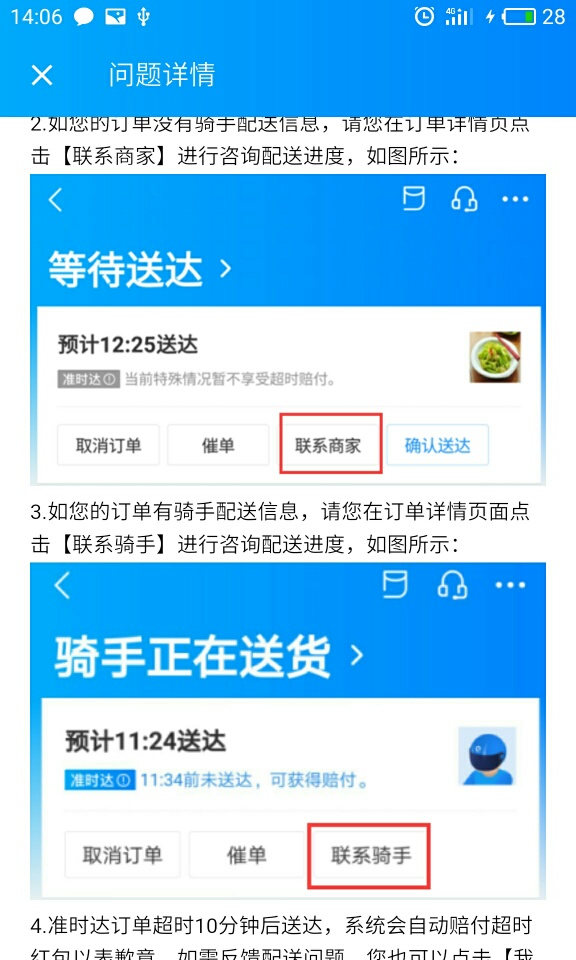 14:06
4G
28
问题详情
2.如您的订单没有骑手配送信息，请您在订单详情页点
击【联系商家】进行咨询配送进度，如图所示：
等待送达
预计12:25送达
准时达 当前特殊情况暂不享受超时赔付。
取消订单 催单 联系商家 确认送达
3.如您的订单有骑手配送信息，请您在订单详情页面点
击【联系骑手】进行咨询配送进度，如图所示：
骑手正在送货
预计11:24送达
准时达 11:34前未送达，可获得赔付。
取消订单 催单 联系骑手
4.准时达订单超时10分钟后送达，系统会自动赔付超时
红包以表歉意，如需反馈配送问题，您也可以点击【我